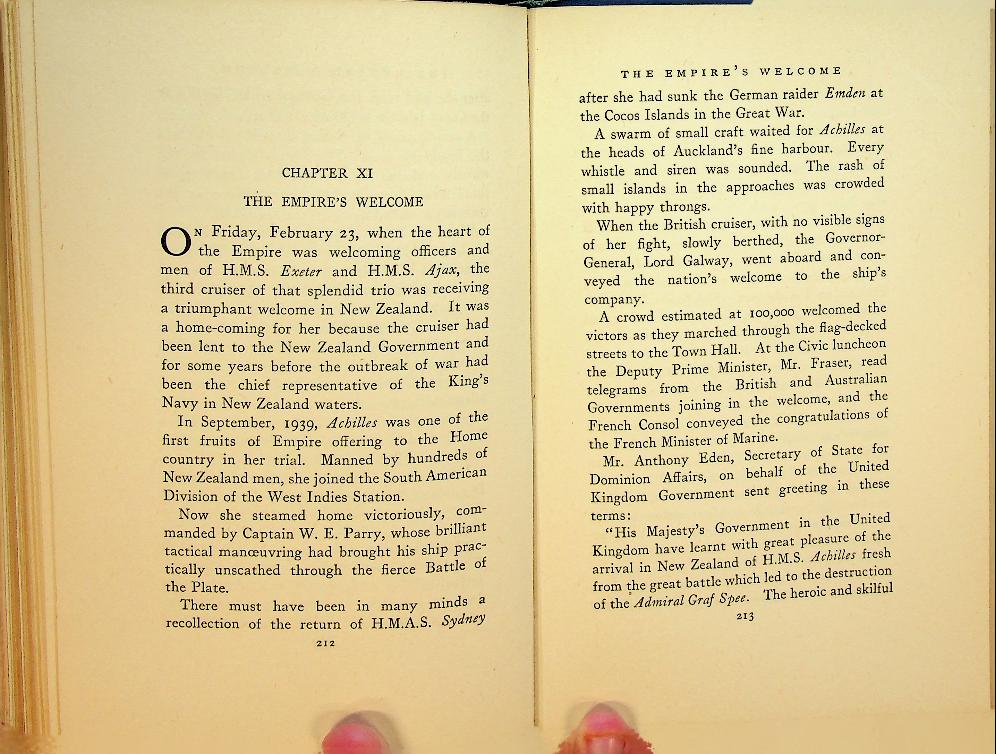 CHAPTER XI
THE EMPIRE'S WELCOME
ON Friday, February 23, when the heart of
the Empire was welcoming officers and
men of H.M.S. Exeter and H.M.S. Ajax, the
third cruiser of that splendid trio was receiving
a triumphant welcome in New Zealand. It was
a home-coming for her because the cruiser had
been lent to the New Zealand Government and
for some years before the outbreak of war had
been the chief representative of the King's
Navy in New Zealand waters.
In September, 1939, Achilles was one of the
first fruits of Empire offering to the Home
country in her trial. Manned by hundreds of
New Zealand men, she joined the South American
Division of the West Indies Station.
Now she steamed home victoriously, com-
manded by Captain W. E. Parry, whose brilliant
tactical manœuvring had brought his ship prac-
tically unscathed through the fierce Battle of
the Plate.
There must have been in many minds a
recollection of the return of H.M.A.S. Sydney
212
THE EMPIRE'S WELCOME
after she had sunk the German raider Emden at
the Cocos Islands in the Great War.
A swarm of small craft waited for Achilles at
the heads of Auckland's fine harbour. Every
whistle and siren was sounded. The rash of
small islands in the approaches was crowded
with happy throngs.
When the British cruiser, with no visible signs
of her fight, slowly berthed, the Governor-
General, Lord Galway, went aboard and con-
veyed the nation's welcome to the ship's
company.
A crowd estimated at 100,000 welcomed the
victors as they marched through the flag-decked
streets to the Town Hall. At the Civic luncheon
the Deputy Prime Minister, Mr. Fraser, read
telegrams from the British and Australian
Governments joining in the welcome, and the
French Consol conveyed the congratulations of
the French Minister of Marine.
Mr. Anthony Eden, Secretary of State for
Dominion Affairs, on behalf of the United
Kingdom Government sent greeting in these
terms:
"His Majesty's Government in the United
Kingdom have learnt with great pleasure of the
arrival in New Zealand of H.M.S. Achilles fresh
from the great battle which led to the destruction
of the Admiral Graf Spee. The heroic and skilful
213